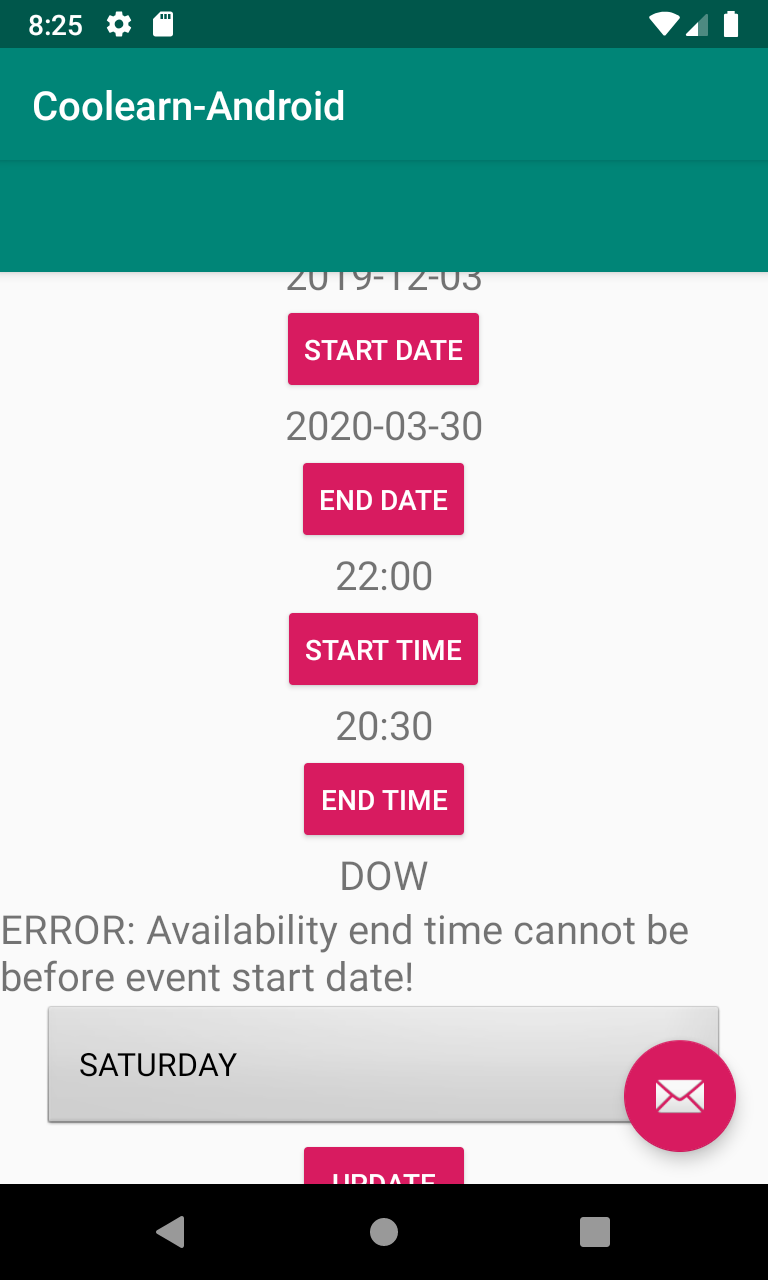 8:25
Coolearn-Android
2019-12-03
START DATE
2020-03-30
END DATE
22:00
START TIME
20:30
END TIME
DOW
ERROR: Availability end time cannot be
before event start date!
SATURDAY
UPDATE